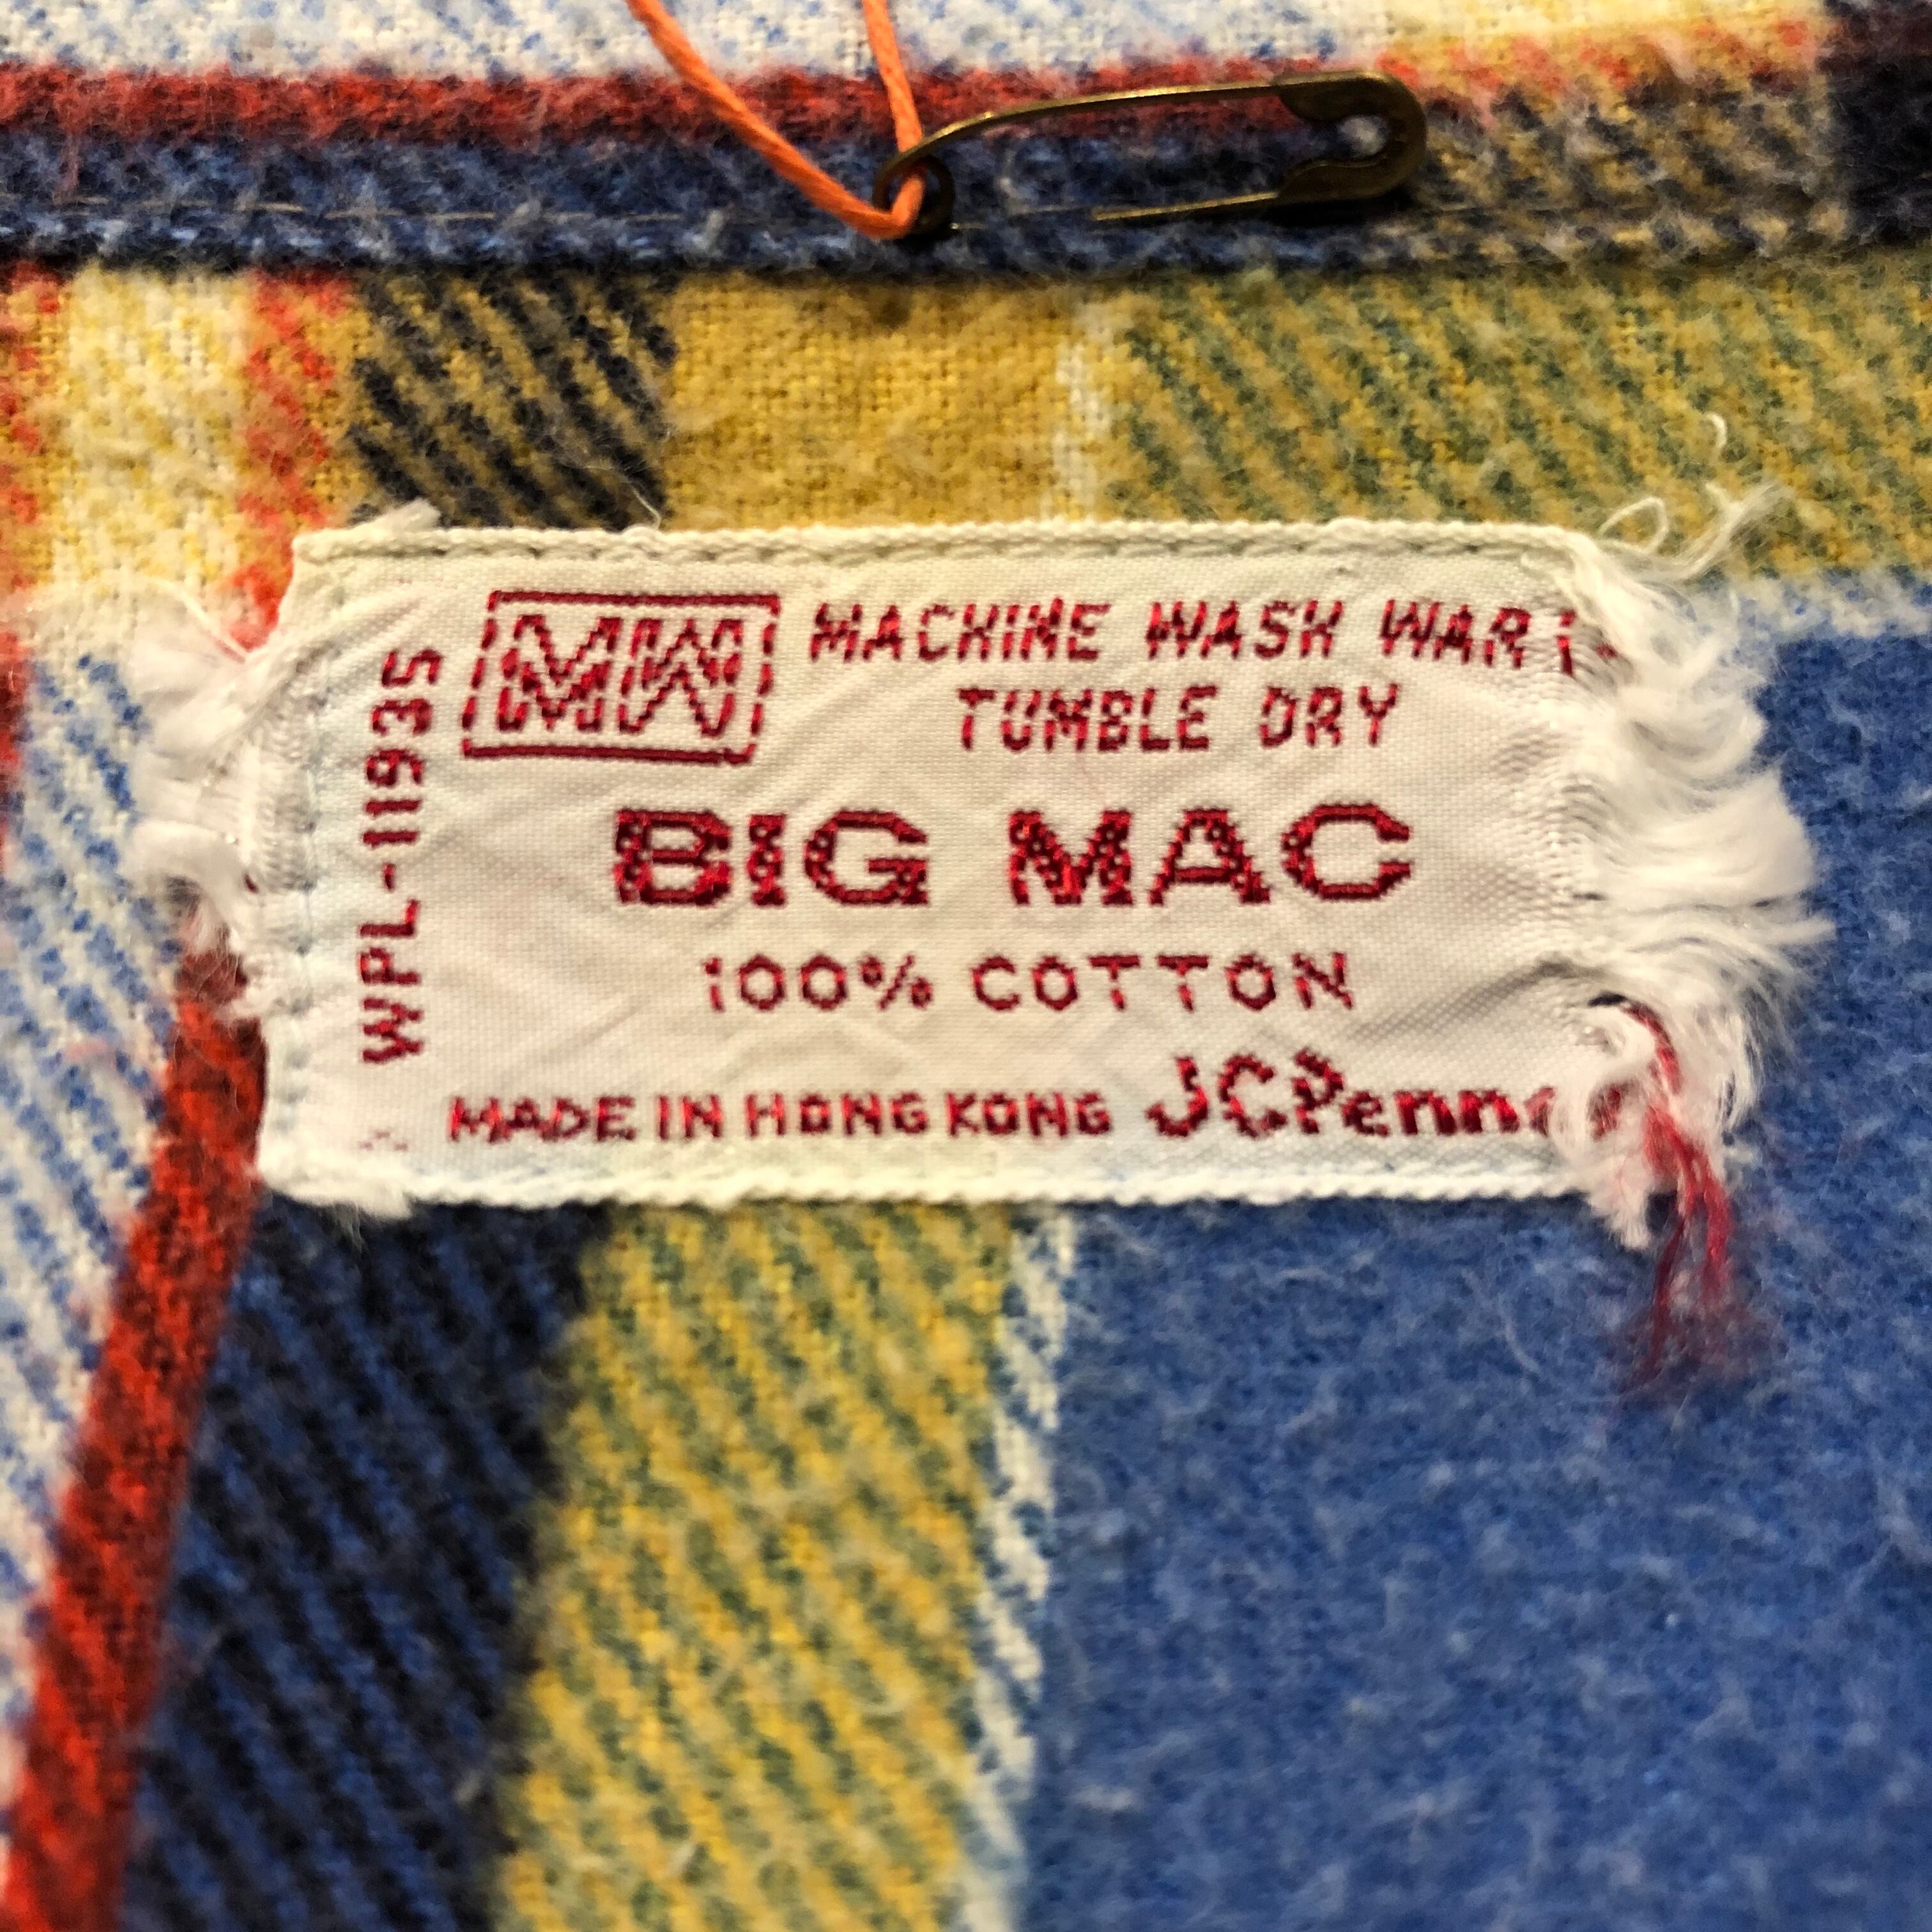 WPL-11935
MW
MACHINE WASH WAR
TUMBLE DRY
BIG MAC
100% COTTON
MADE IN HONG KONG
JCPenn